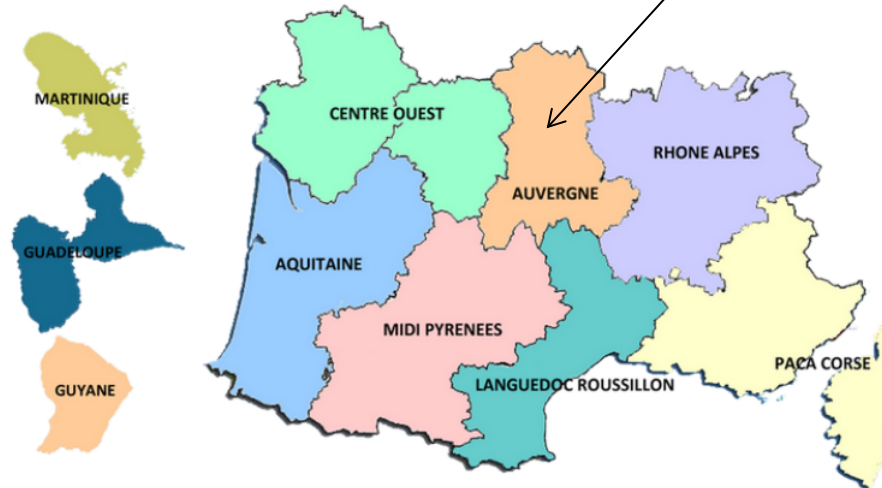 MARTINIQUE
CENTRE OUEST
RHONE ALPES
AUVERGNE
GUADELOUPE
AQUITAINE
MIDI PYRENEES
PACA CORSE
LANGUEDOC ROUSSILLON
GUYANE